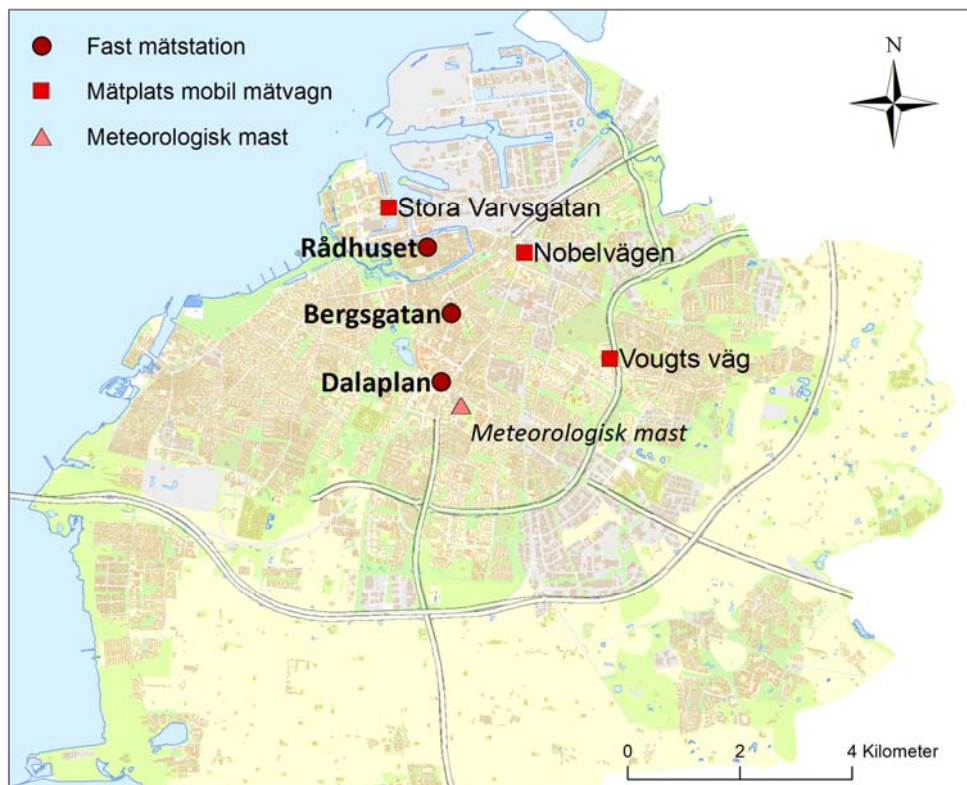 Fast mätstation
Mätplats mobil mätvagn
Meteorologisk mast
N
Stora Varvsgatan
Rådhuset
Nobelvägen
Bergsgatan
Vougts väg
Dalaplan
Meteorologisk mast
0 2 4 Kilometer